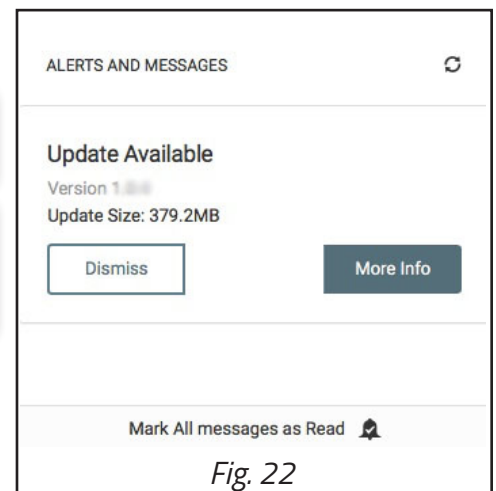 ALERTS AND MESSAGES
Update Available
Version 1.
Update Size: 379.2MB
Dismiss More Info
Mark All messages as Read
Fig. 22